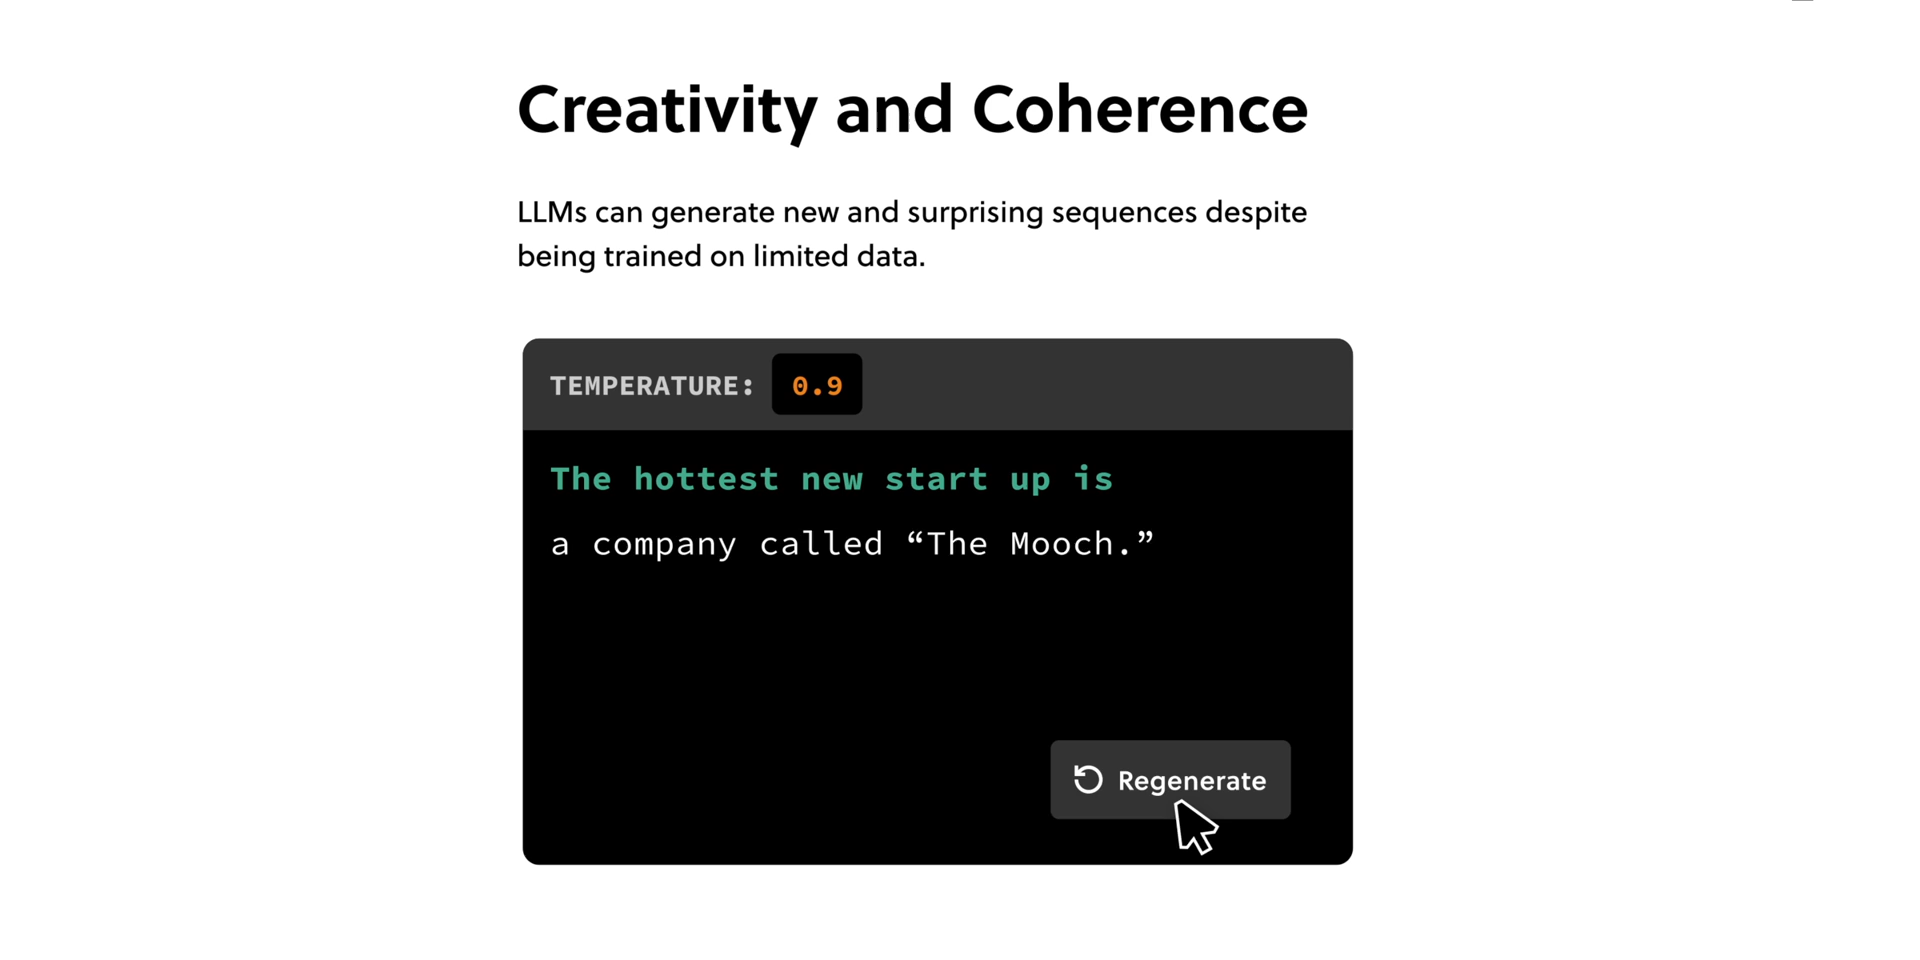 Creativity and Coherence
LLMs can generate new and surprising sequences despite
being trained on limited data.
TEMPERATURE: 0.9
The hottest new start up is
a company called “The Mooch.”
Regenerate